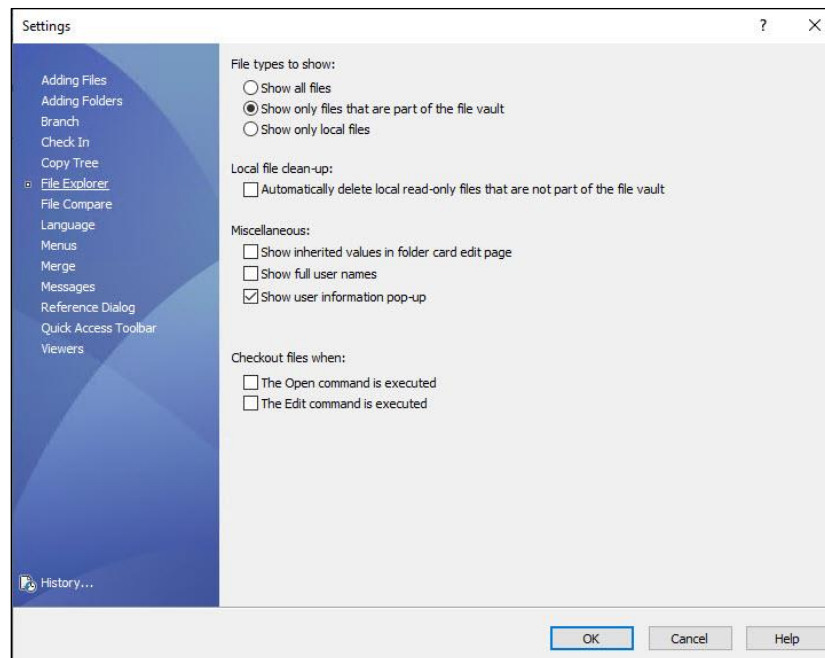 Settings
Adding Files
Adding Folders
Branch
Check In
Copy Tree
File Explorer
File Compare
Language
Menus
Merge
Messages
Reference Dialog
Quick Access Toolbar
Viewers
History...
File types to show:
Show all files
Show only files that are part of the file vault
Show only local files
Local file clean-up:
Automatically delete local read-only files that are not part of the file vault
Miscellaneous:
Show inherited values in folder card edit page
Show full user names
Show user information pop-up
Checkout files when:
The Open command is executed
The Edit command is executed
OK Cancel Help